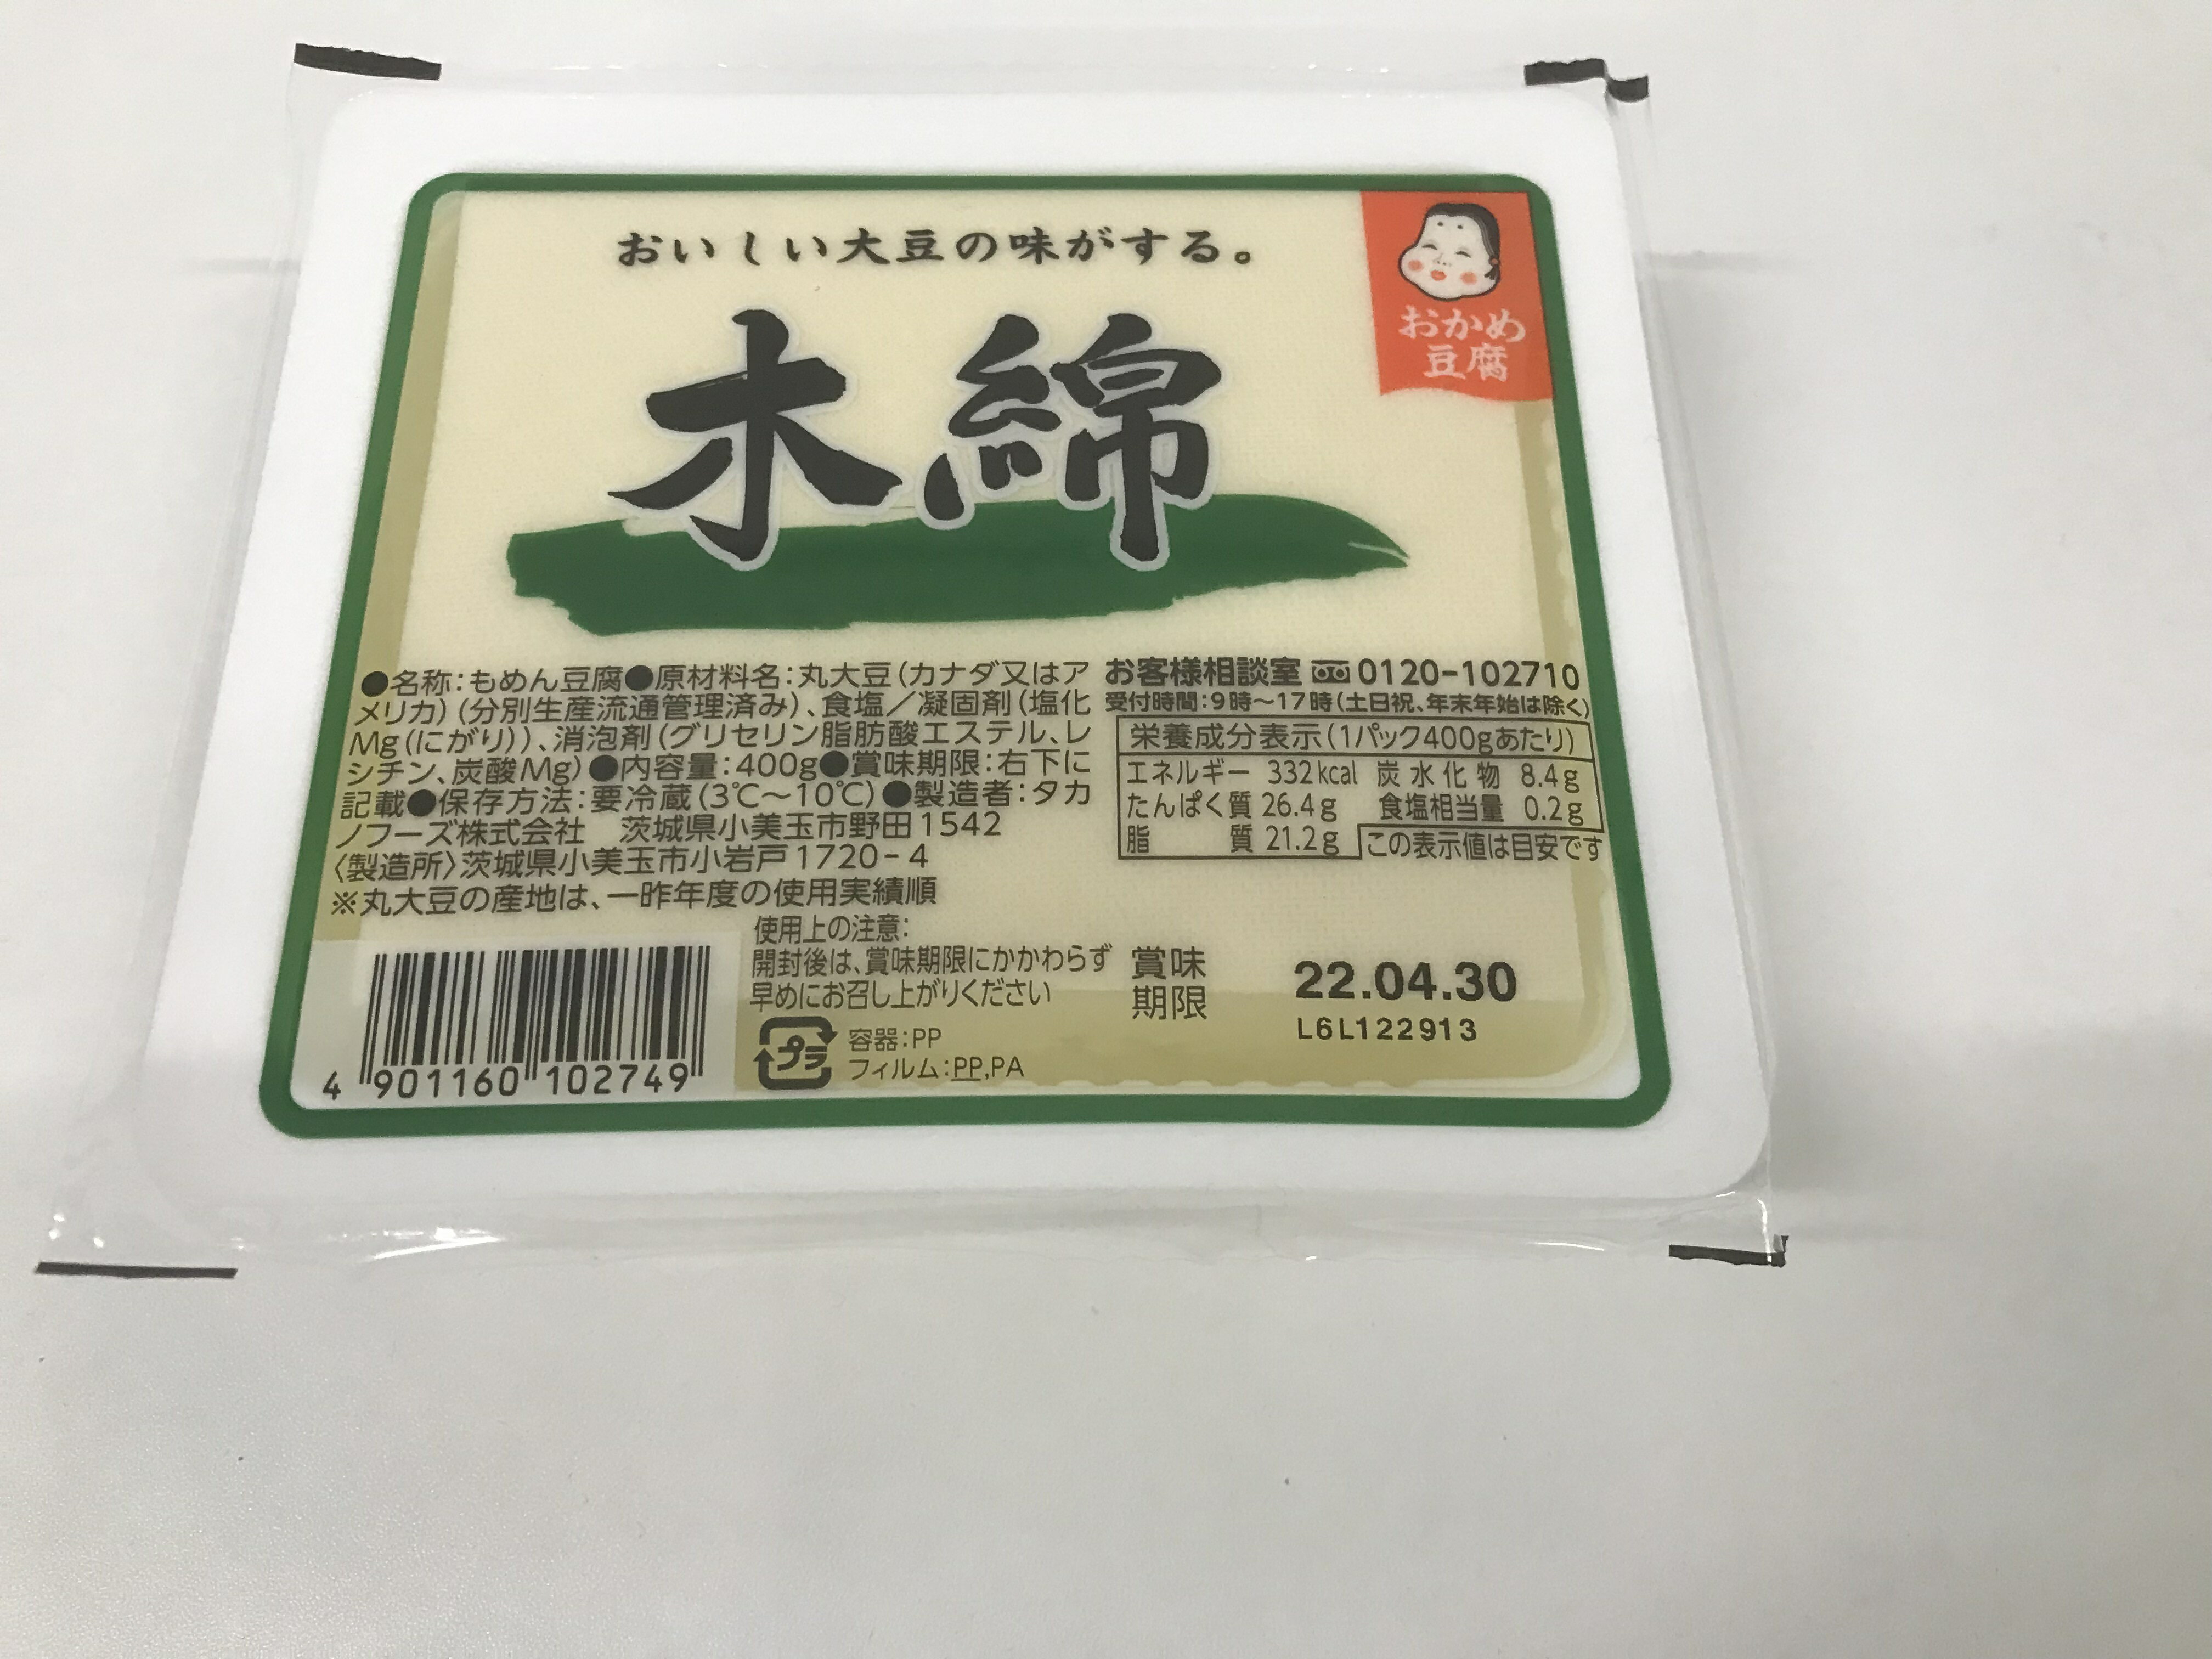 おいしい大豆の味がする。
おかめ
豆腐
木綿
●名称:もめん豆腐●原材料名:丸大豆(カナダ又はア
メリカ)(分別生産流通管理済み)、食塩/凝固剤(塩化
Mg(にがり))、消泡剤(グリセリン脂肪酸エステル、レ
シチン、炭酸Mg)●内容量:400g●賞味期限:右下に
記載●保存方法:要冷蔵(3℃～10℃)●製造者:タカ
ノフーズ株式会社　茨城県小美玉市野田1542
〈製造所〉茨城県小美玉市小岩戸1720-4
※丸大豆の産地は、一昨年度の使用実績順
お客様相談室 0120-102710
受付時間:9時～17時(土日祝、年末年始は除く)
栄養成分表示(1パック400gあたり)
エネルギー 332kcal 炭水化物 8.4g
たんぱく質 26.4g 食塩相当量 0.2g
脂質 21.2g この表示値は目安です
使用上の注意:
開封後は、賞味期限にかかわらず
早めにお召し上がりください
プラ
容器:PP
フィルム:PP,PA
賞味
期限
22.04.30
L6L122913
4 901160 102749